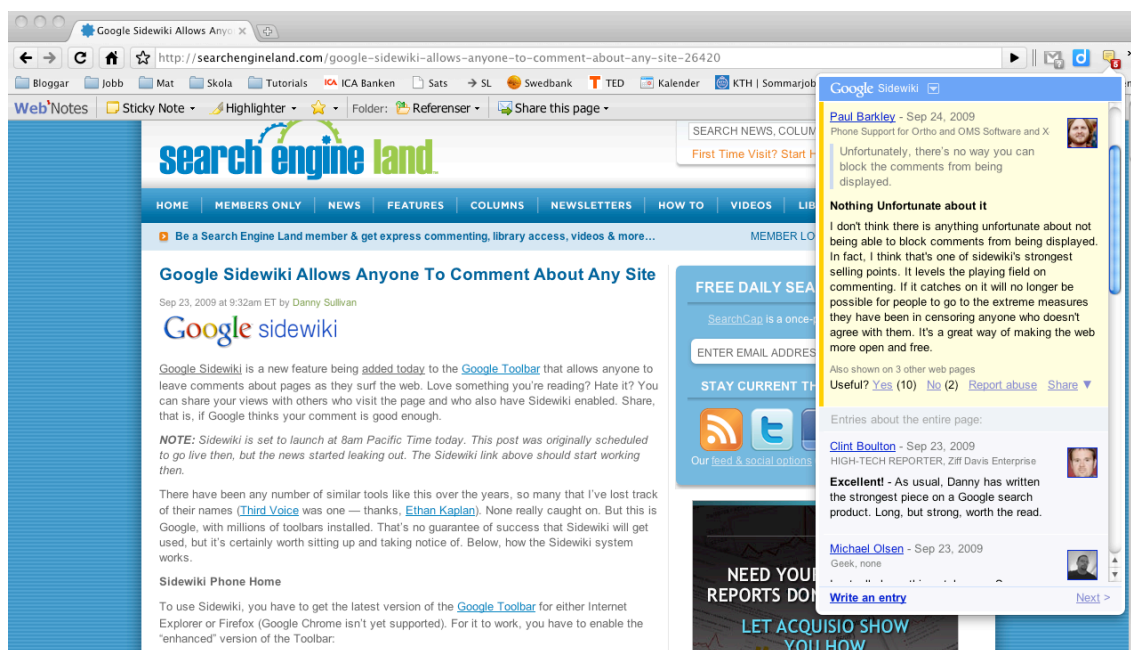 Google Sidewiki Allows Anyo
http://searchengineland.com/google-sidewiki-allows-anyone-to-comment-about-any-site-26420
Bloggar Jobb Mat Skola Tutorials ICA ICA Banken Sats → SL Swedbank T TED Kalender KTH | Sommarjob
Web'Notes Sticky Note Highlighter Folder: Referenser Share this page
search engine land
SEARCH NEWS, COLUM
First Time Visit? Start H
HOME MEMBERS ONLY NEWS FEATURES COLUMNS NEWSLETTERS HOW TO VIDEOS LIB
Be a Search Engine Land member & get express commenting, library access, videos & more...
MEMBER LO
Google Sidewiki Allows Anyone To Comment About Any Site
Sep 23, 2009 at 9:32am ET by Danny Sullivan
Google sidewiki
Google Sidewiki is a new feature being added today to the Google Toolbar that allows anyone to
leave comments about pages as they surf the web. Love something you're reading? Hate it? You
can share your views with others who visit the page and who also have Sidewiki enabled. Share,
that is, if Google thinks your comment is good enough.
NOTE: Sidewiki is set to launch at 8am Pacific Time today. This post was originally scheduled
to go live then, but the news started leaking out. The Sidewiki link above should start working
then.
There have been any number of similar tools like this over the years, so many that I've lost track
of their names (Third Voice was one — thanks, Ethan Kaplan). None really caught on. But this is
Google, with millions of toolbars installed. That's no guarantee of success that Sidewiki will get
used, but it's certainly worth sitting up and taking notice of. Below, how the Sidewiki system
works.
Sidewiki Phone Home
To use Sidewiki, you have to get the latest version of the Google Toolbar for either Internet
Explorer or Firefox (Google Chrome isn't yet supported). For it to work, you have to enable the
"enhanced" version of the Toolbar:
FREE DAILY SEA
SearchCap is a once-
ENTER EMAIL ADDRES
STAY CURRENT TH
Our feed & social options
NEED YOUR
REPORTS DON
LET ACQUISIO SHOW
YOU HOW
Google Sidewiki
Paul Barkley - Sep 24, 2009
Phone Support for Ortho and OMS Software and X
Unfortunately, there's no way you can
block the comments from being
displayed.
Nothing Unfortunate about it
I don't think there is anything unfortunate about not
being able to block comments from being displayed.
In fact, I think that's one of sidewiki's strongest
selling points. It levels the playing field on
commenting. If it catches on it will no longer be
possible for people to go to the extreme measures
they have been in censoring anyone who doesn't
agree with them. It's a great way of making the web
more open and free.
Also shown on 3 other web pages
Useful? Yes (10) No (2) Report abuse Share
Entries about the entire page:
Clint Boulton - Sep 23, 2009
HIGH-TECH REPORTER, Ziff Davis Enterprise
Excellent! - As usual, Danny has written
the strongest piece on a Google search
product. Long, but strong, worth the read.
Michael Olsen - Sep 23, 2009
Geek, none
Write an entry
Next >